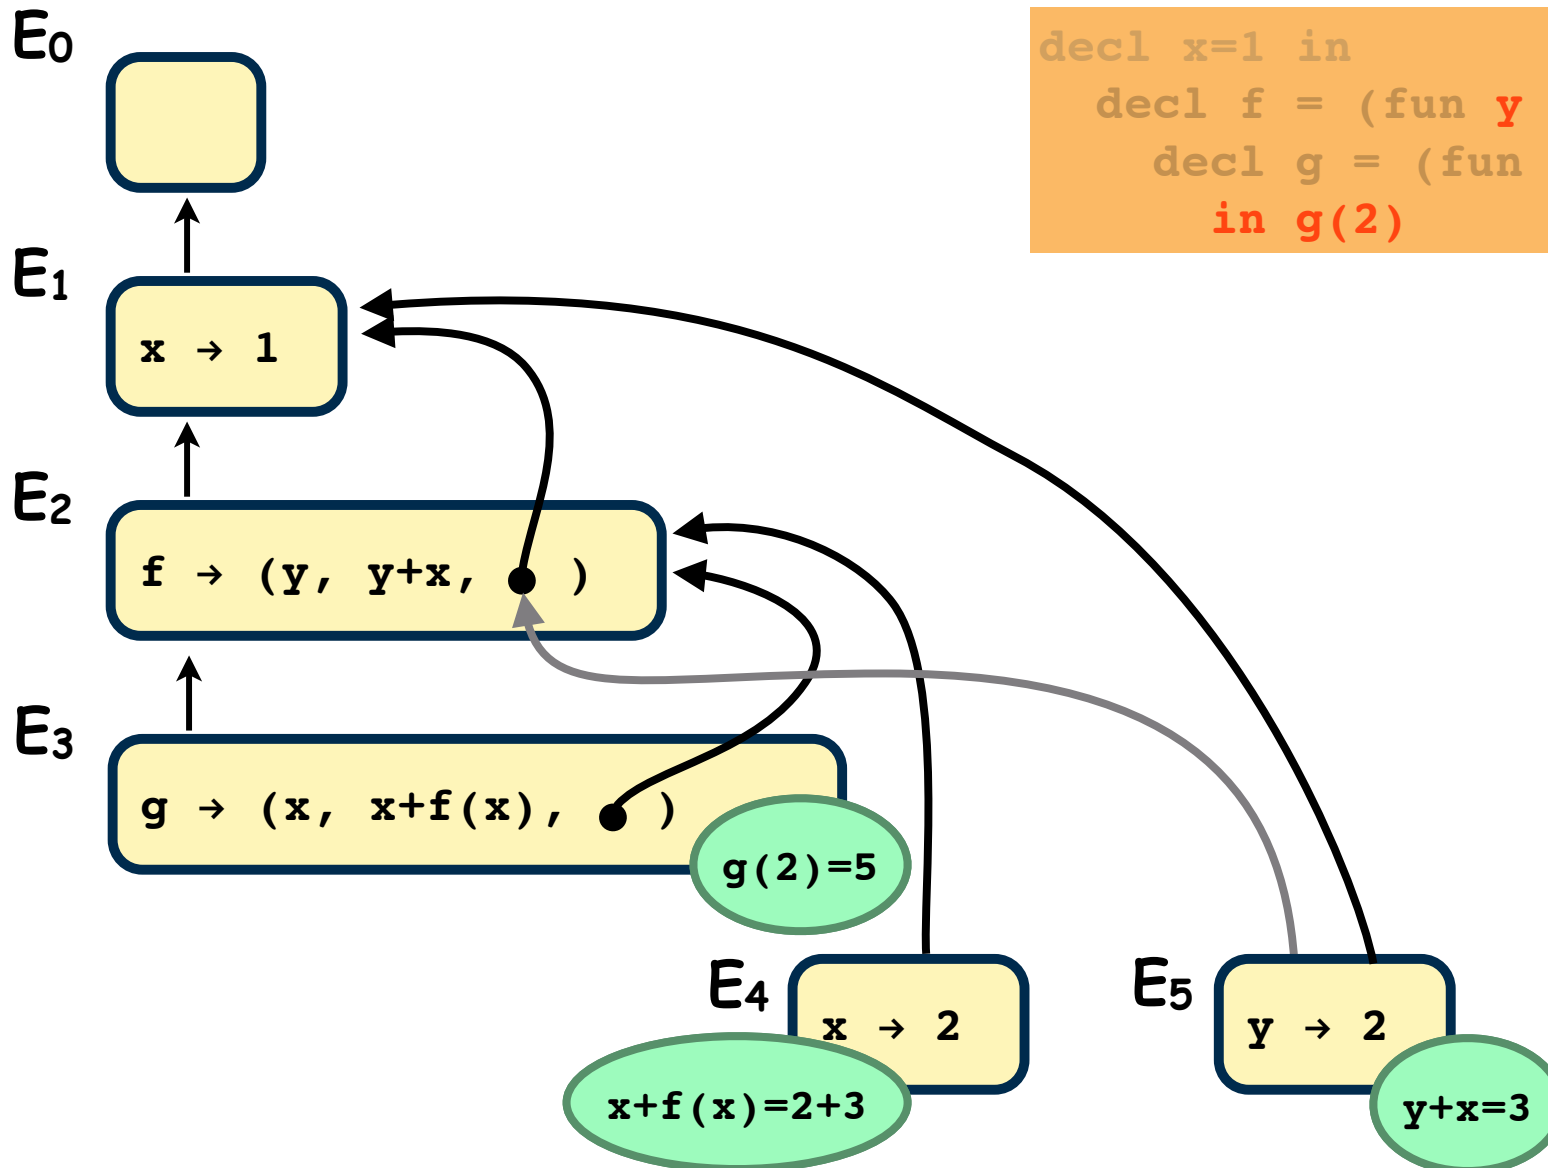 E0
decl x=1 in
decl f = (fun y
decl g = (fun
in g(2)
E1
x → 1
E2
f → (y, y+x, )
E3
g → (x, x+f(x), )
g(2)=5
E4
x → 2
x+f(x)=2+3
E5
y → 2
y+x=3